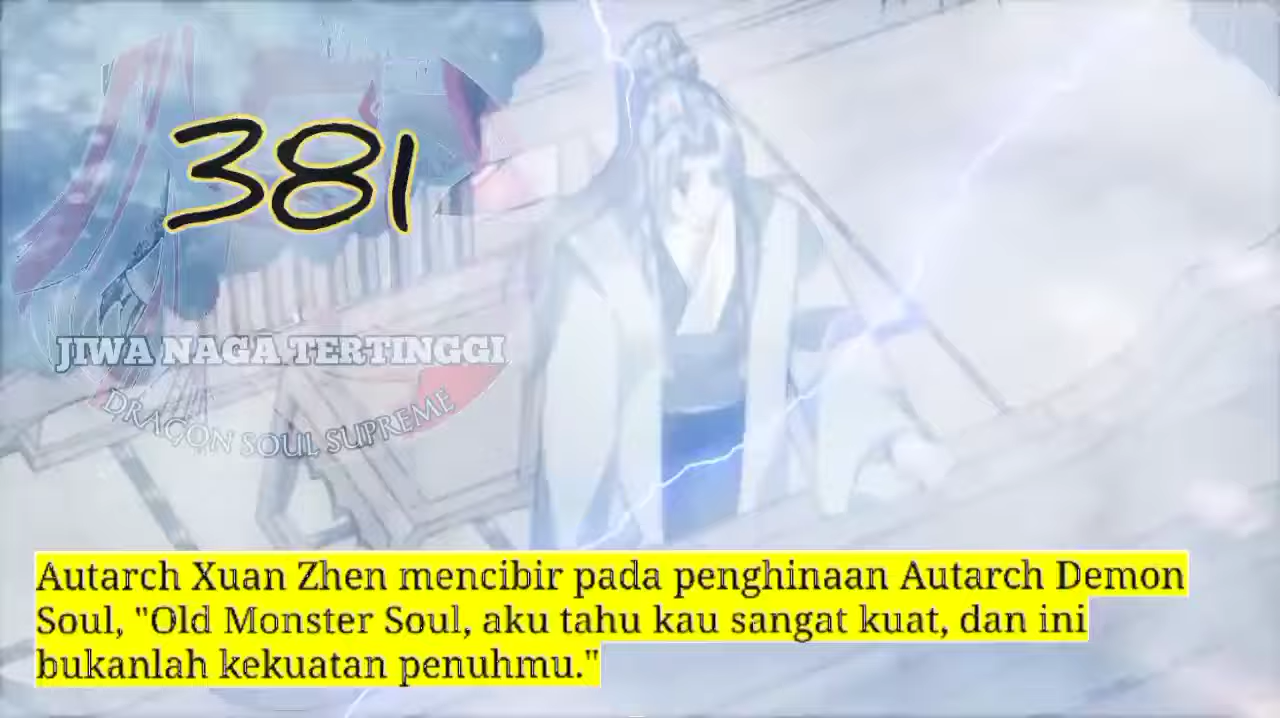 381
JIWA NAGA TERTINGGI
DRAGON SOUL SUPREME
Autarch Xuan Zhen mencibir pada penghinaan Autarch Demon
Soul, "Old Monster Soul, aku tahu kau sangat kuat, dan ini
bukanlah kekuatan penuhmu."